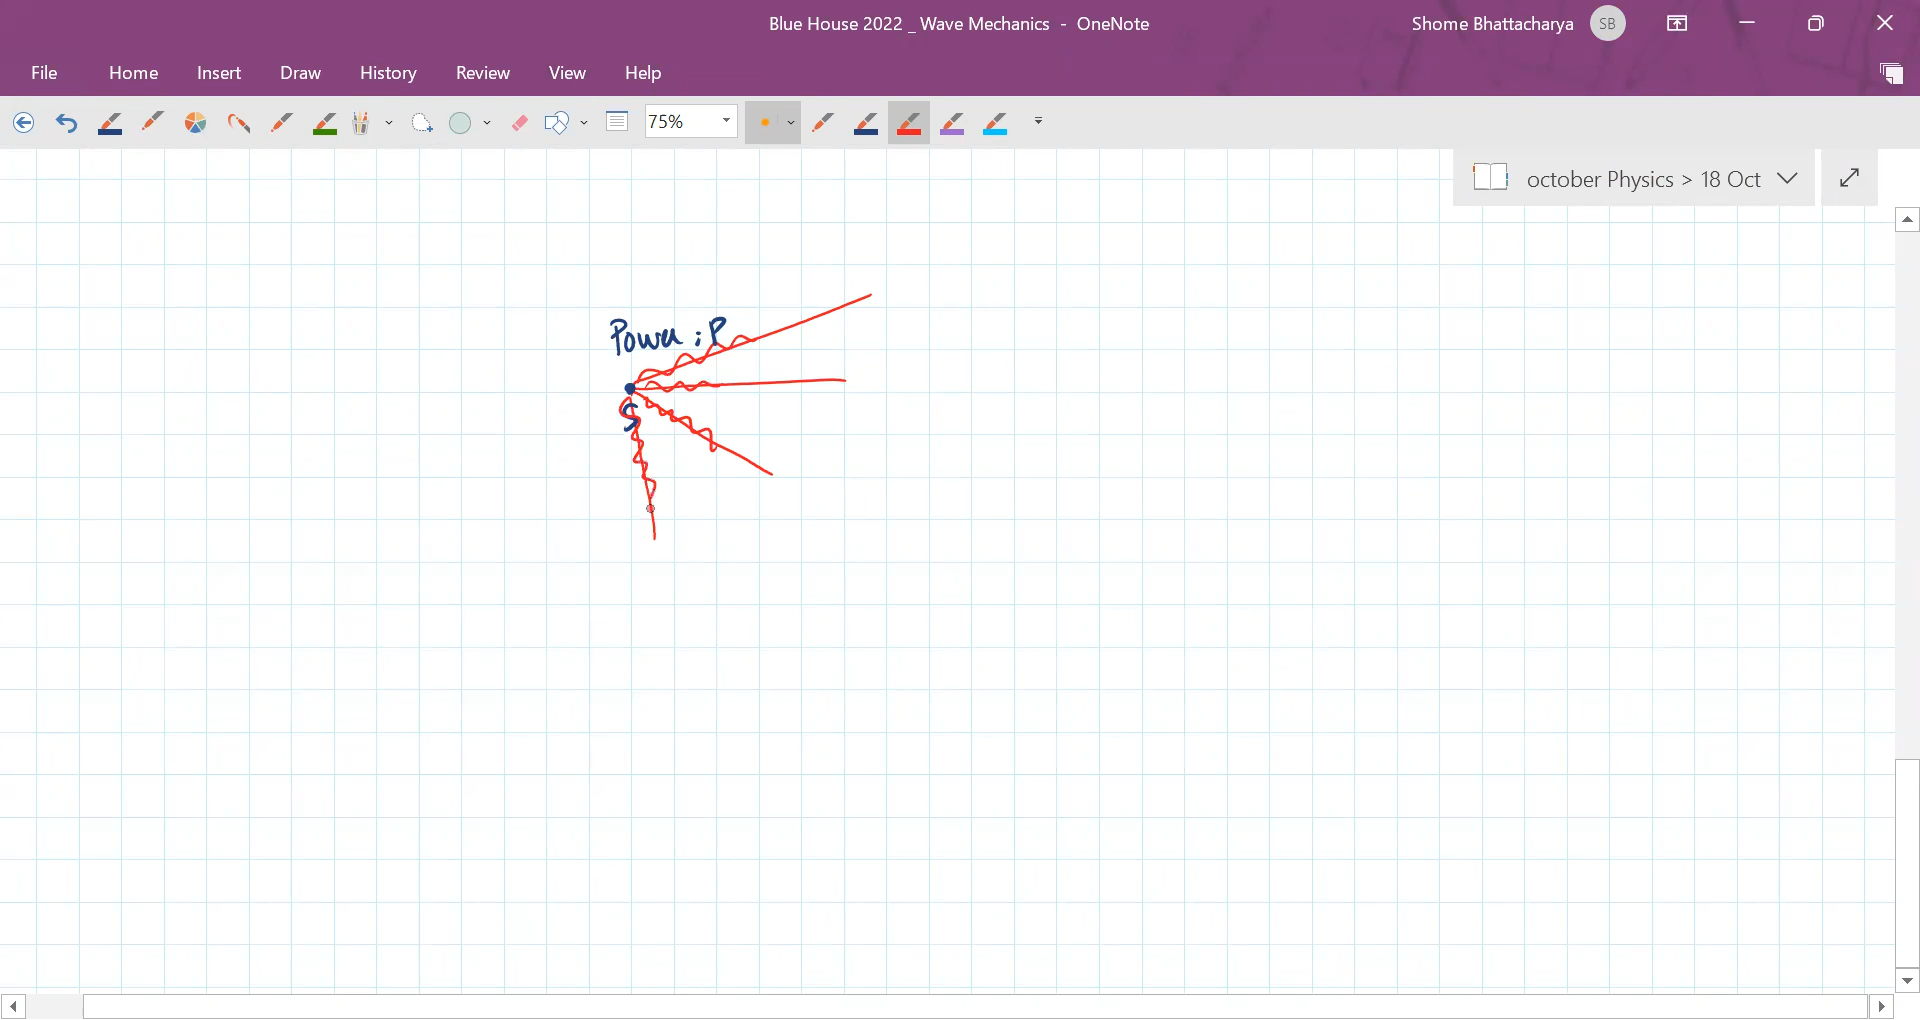 Blue House 2022 _ Wave Mechanics - OneNote
Shome Bhattacharya
SB
File Home Insert Draw History Review View Help
75%
october Physics > 18 Oct
Power ; P
S